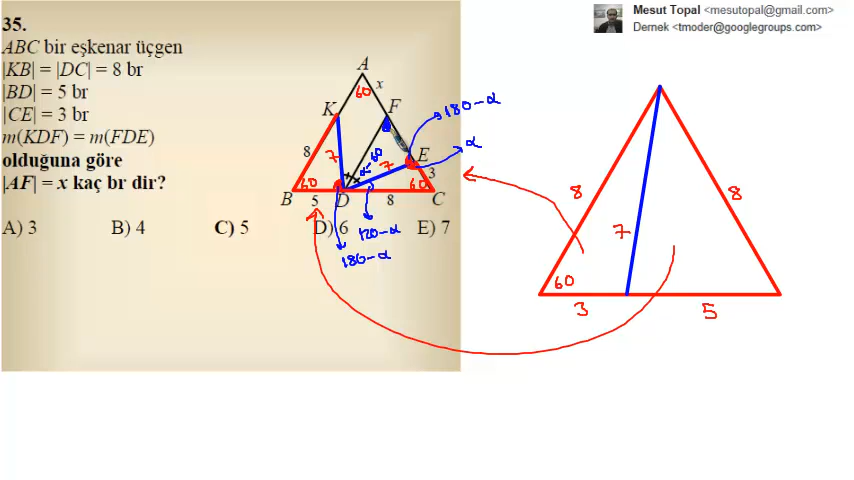 35.
ABC bir eşkenar üçgen
|KB| = |DC| = 8 br
|BD| = 5 br
|CE| = 3 br
m(KDF) = m(FDE)
olduğuna göre
|AF| = x kaç br dir?
A) 3 B) 4 C) 5 D) 6 E) 7
Mesut Topal <mesutopal@gmail.com>
Dernek <tmoder@googlegroups.com>
A
x
60
K
F
180-α
8
7
α-60
7
E
α
3
60
60
B
5
D
8
C
120-α
180-α
8
8
7
60
3
5